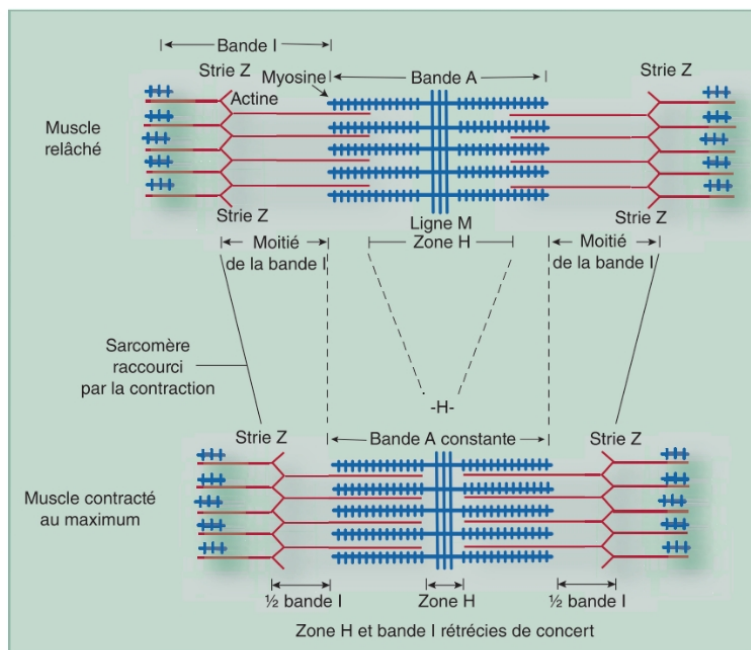 Bande I
Strie Z
Strie Z
Myosine
Bande A
Actine
Muscle
relâché
Strie Z
Ligne M
Strie Z
Moitié
de la bande I
Zone H
Moitié
de la bande I
Sarcomère
raccourci
par la contraction
-H-
Strie Z
Bande A constante
Strie Z
Muscle contracté
au maximum
½ bande I
Zone H
½ bande I
Zone H et bande I rétrécies de concert